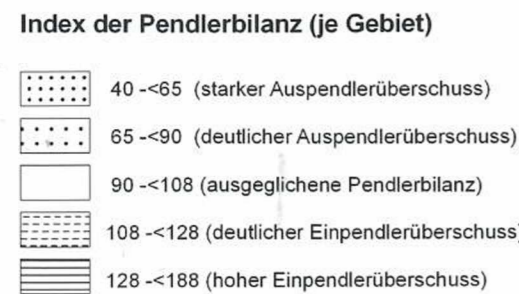 Index der Pendlerbilanz (je Gebiet)
40 -<65 (starker Auspendlerüberschuss)
65 -<90 (deutlicher Auspendlerüberschuss)
90 -<108 (ausgeglichene Pendlerbilanz)
108 -<128 (deutlicher Einpendlerüberschuss)
128 -<188 (hoher Einpendlerüberschuss)